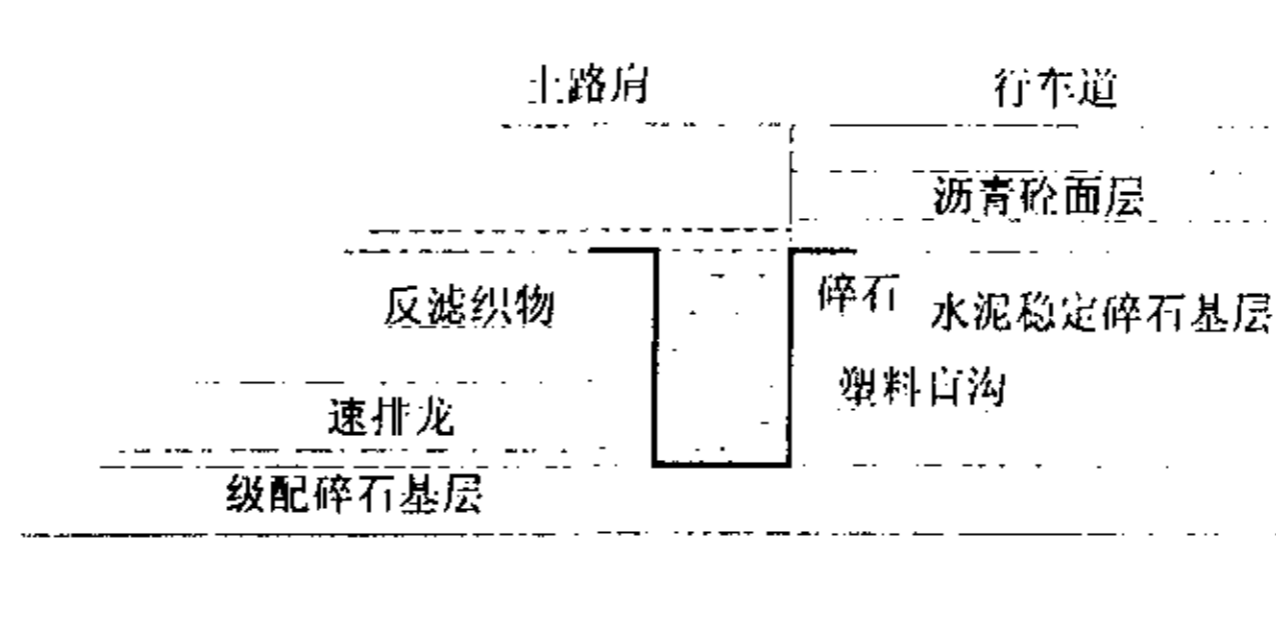 土路肩
行车道
沥青砼面层
反滤织物
碎石
水泥稳定碎石基层
塑料盲沟
速排龙
级配碎石基层